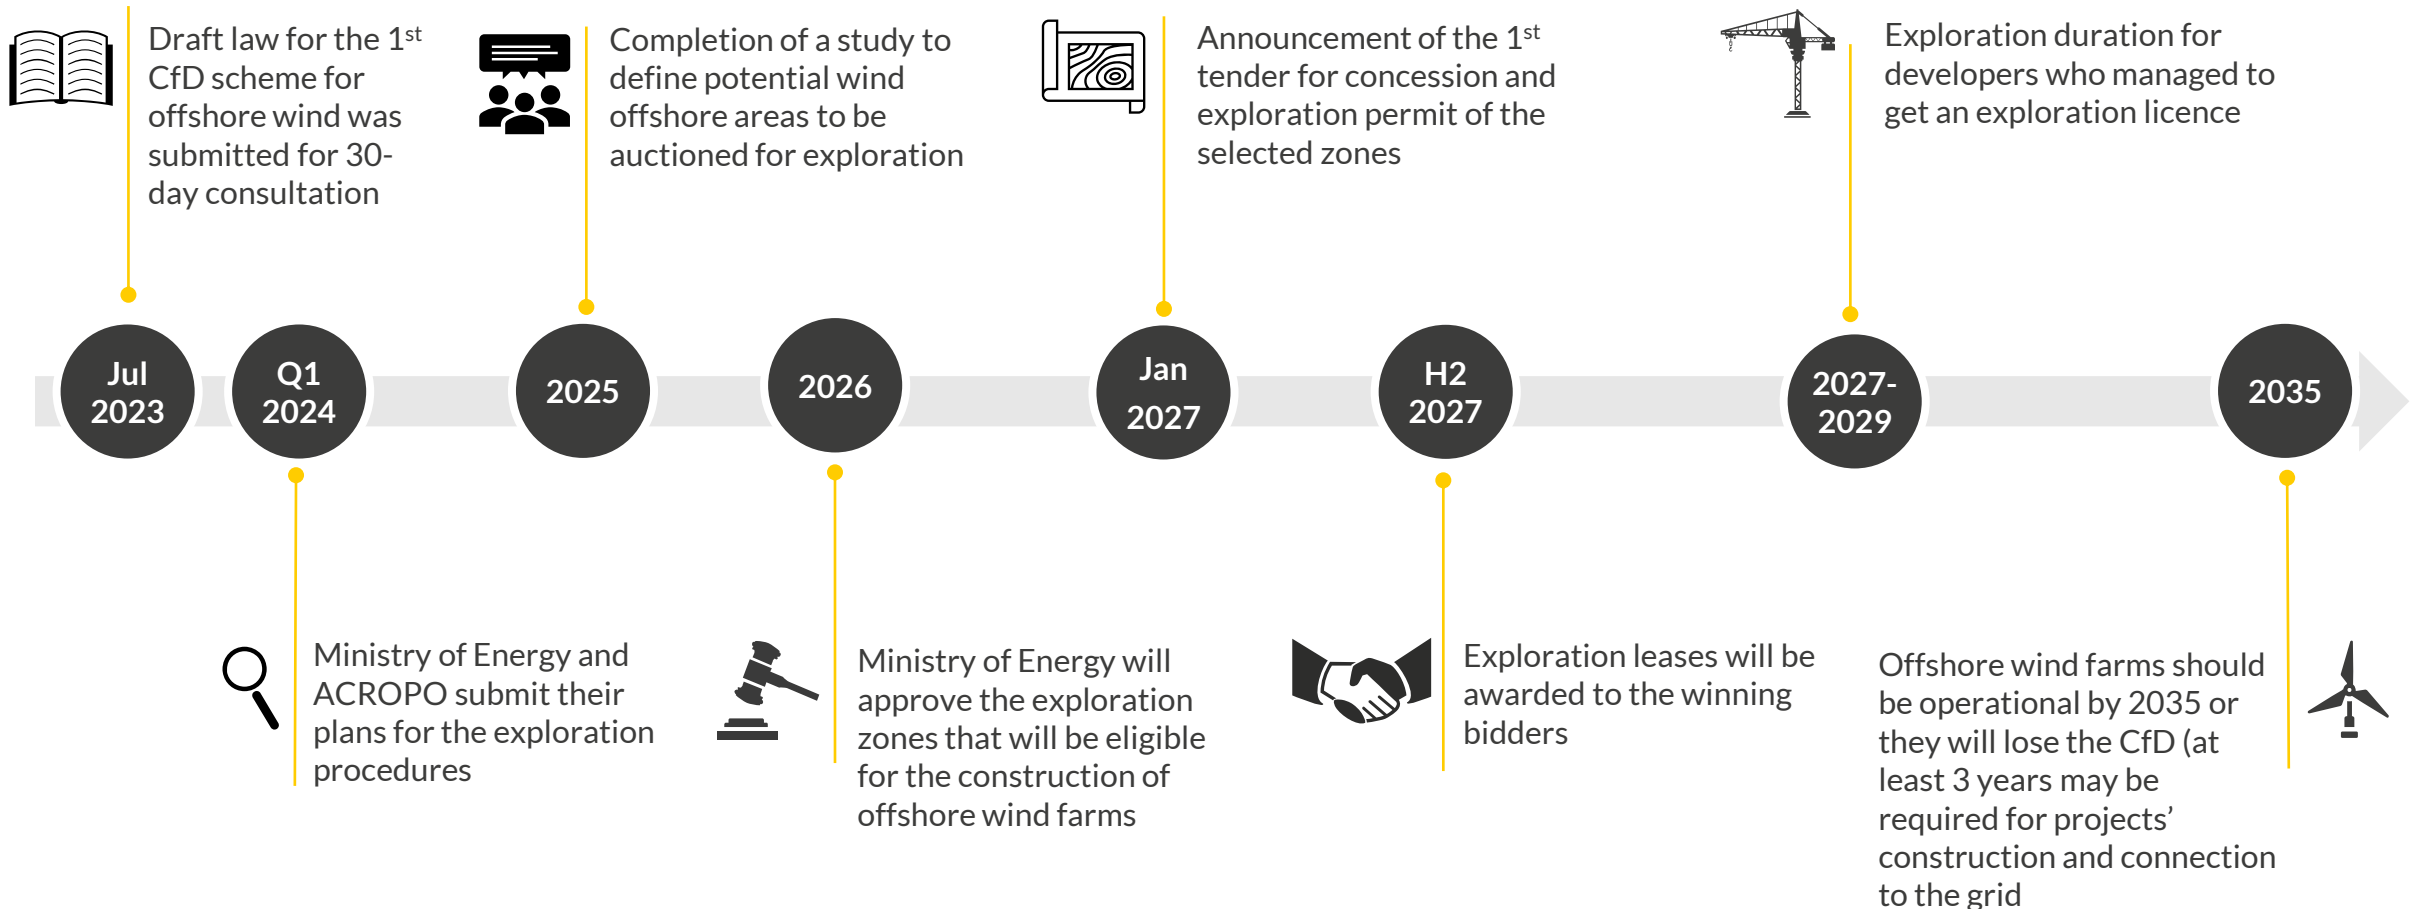 Draft law for the 1st
CfD scheme for
offshore wind was
submitted for 30-
day consultation
Completion of a study to
define potential wind
offshore areas to be
auctioned for exploration
Announcement of the 1st
tender for concession and
exploration permit of the
selected zones
Exploration duration for
developers who managed to
get an exploration licence
Jul
2023
Q1
2024
2025
2026
Jan
2027
H2
2027
2027-
2029
2035
Ministry of Energy and
ACROPO submit their
plans for the exploration
procedures
Ministry of Energy will
approve the exploration
zones that will be eligible
for the construction of
offshore wind farms
Exploration leases will be
awarded to the winning
bidders
Offshore wind farms should
be operational by 2035 or
they will lose the CfD (at
least 3 years may be
required for projects’
construction and connection
to the grid